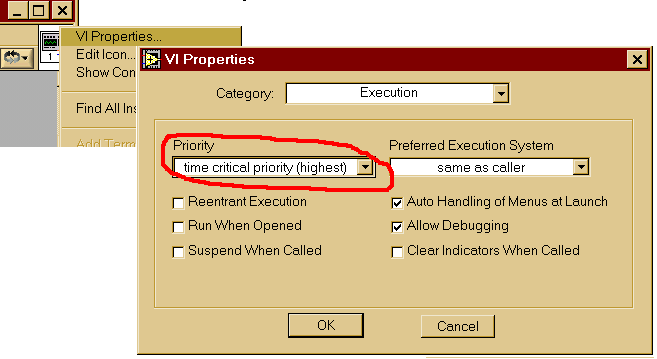 VI Properties...
Edit Icon...
Show Con
Find All Ins
Add Term
VI Properties
Category: Execution
Priority Preferred Execution System
time critical priority (highest) same as caller
Reentrant Execution Auto Handling of Menus at Launch
Run When Opened Allow Debugging
Suspend When Called Clear Indicators When Called
OK Cancel